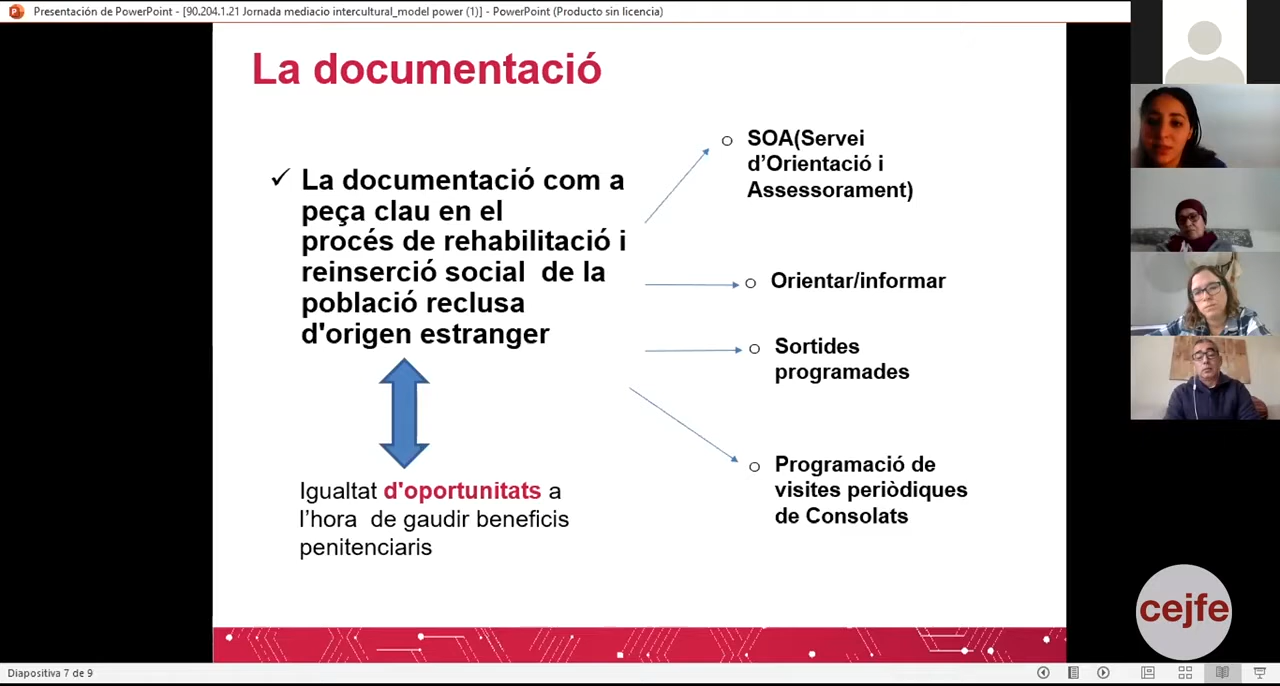 Presentación de PowerPoint - [90.204.1.21 Jornada mediacio intercultural_model power (1)] - PowerPoint (Producto sin licencia)
La documentació
✓ La documentació com a
peça clau en el
procés de rehabilitació i
reinserció social de la
població reclusa
d'origen estranger
Igualtat d'oportunitats a
l’hora de gaudir beneficis
penitenciaris
o SOA(Servei
d’Orientació i
Assessorament)
o Orientar/informar
o Sortides
programades
o Programació de
visites periòdiques
de Consolats
cejfe
Diapositiva 7 de 9